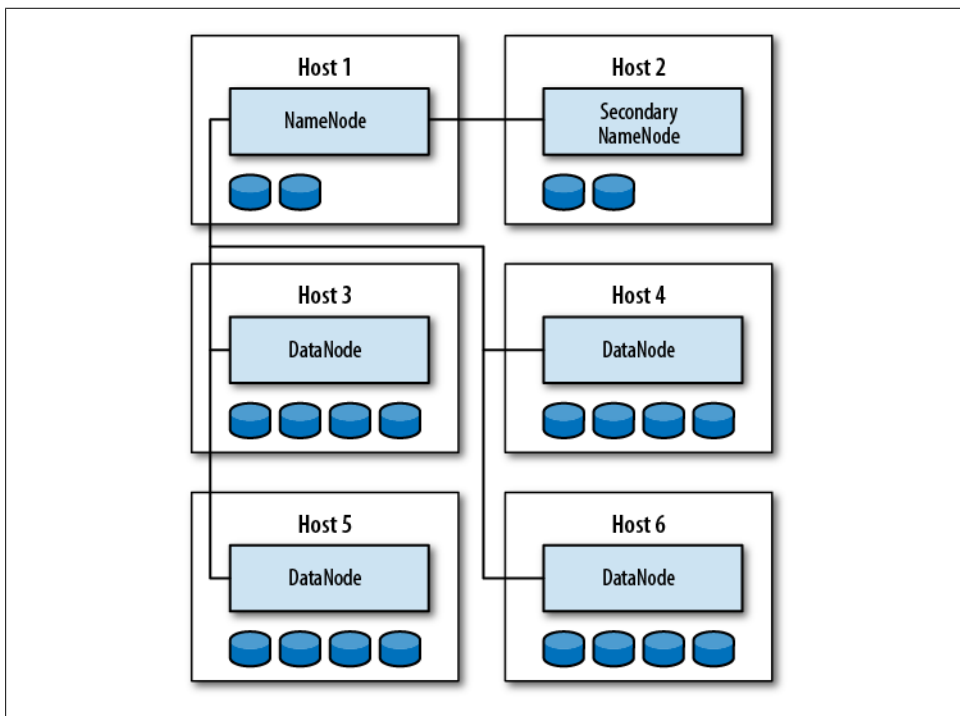 Host 1
NameNode
Host 2
Secondary
NameNode
Host 3
DataNode
Host 4
DataNode
Host 5
DataNode
Host 6
DataNode